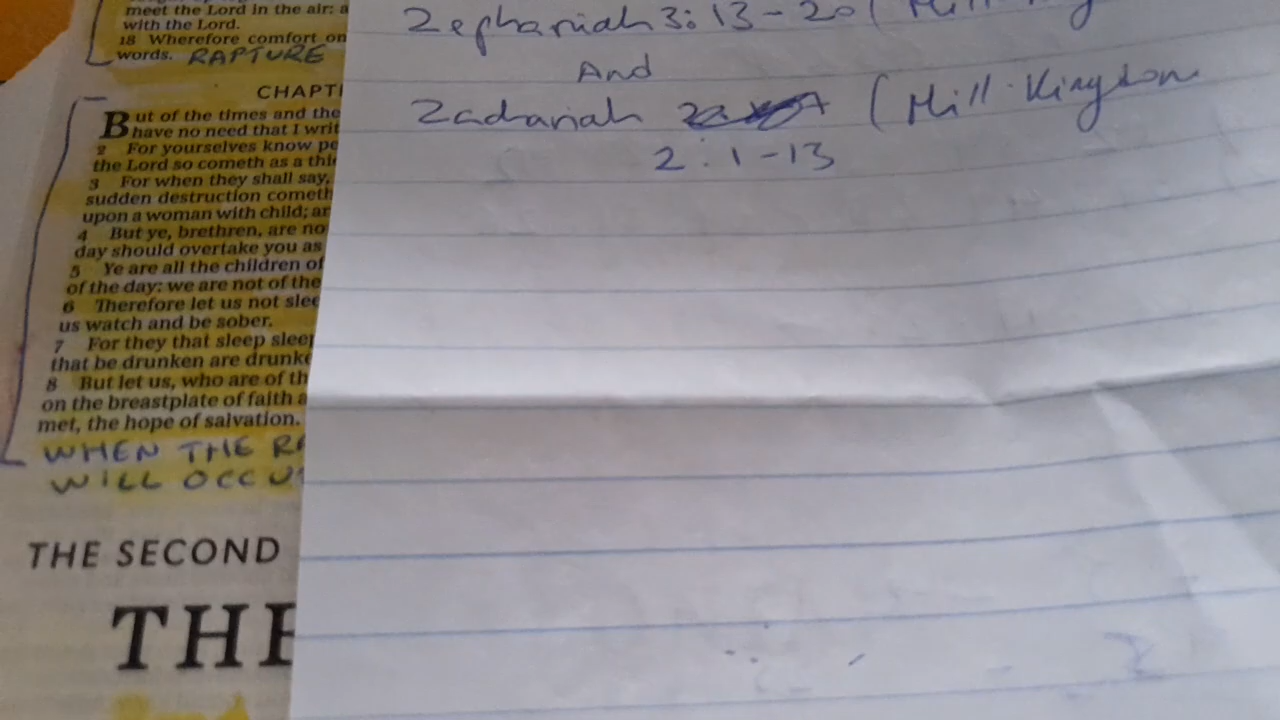 meet the Lord in the air: a
with the Lord.
18 Wherefore comfort on
words. RAPTURE
CHAPT
But of the times and the
have no need that I writ
2 For yourselves know pe
the Lord so cometh as a thi
3 For when they shall say,
sudden destruction cometh
upon a woman with child; an
4 But ye, brethren, are no
day should overtake you as
5 Ye are all the children of
of the day: we are not of the
6 Therefore let us not slee
us watch and be sober.
7 For they that sleep sleep
that be drunken are drunke
8 But let us, who are of th
on the breastplate of faith a
met, the hope of salvation.
WHEN THE RA
WILL OCCU
THE SECOND
THE
Zephaniah 3:13-20 (Mill King
And
Zachariah (Mill. Kingdom
2:1-13